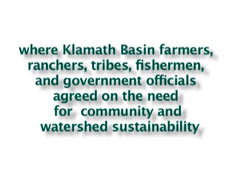 where Klamath Basin farmers,
ranchers, tribes, fishermen,
and government officials
agreed on the need
for community and
watershed sustainability